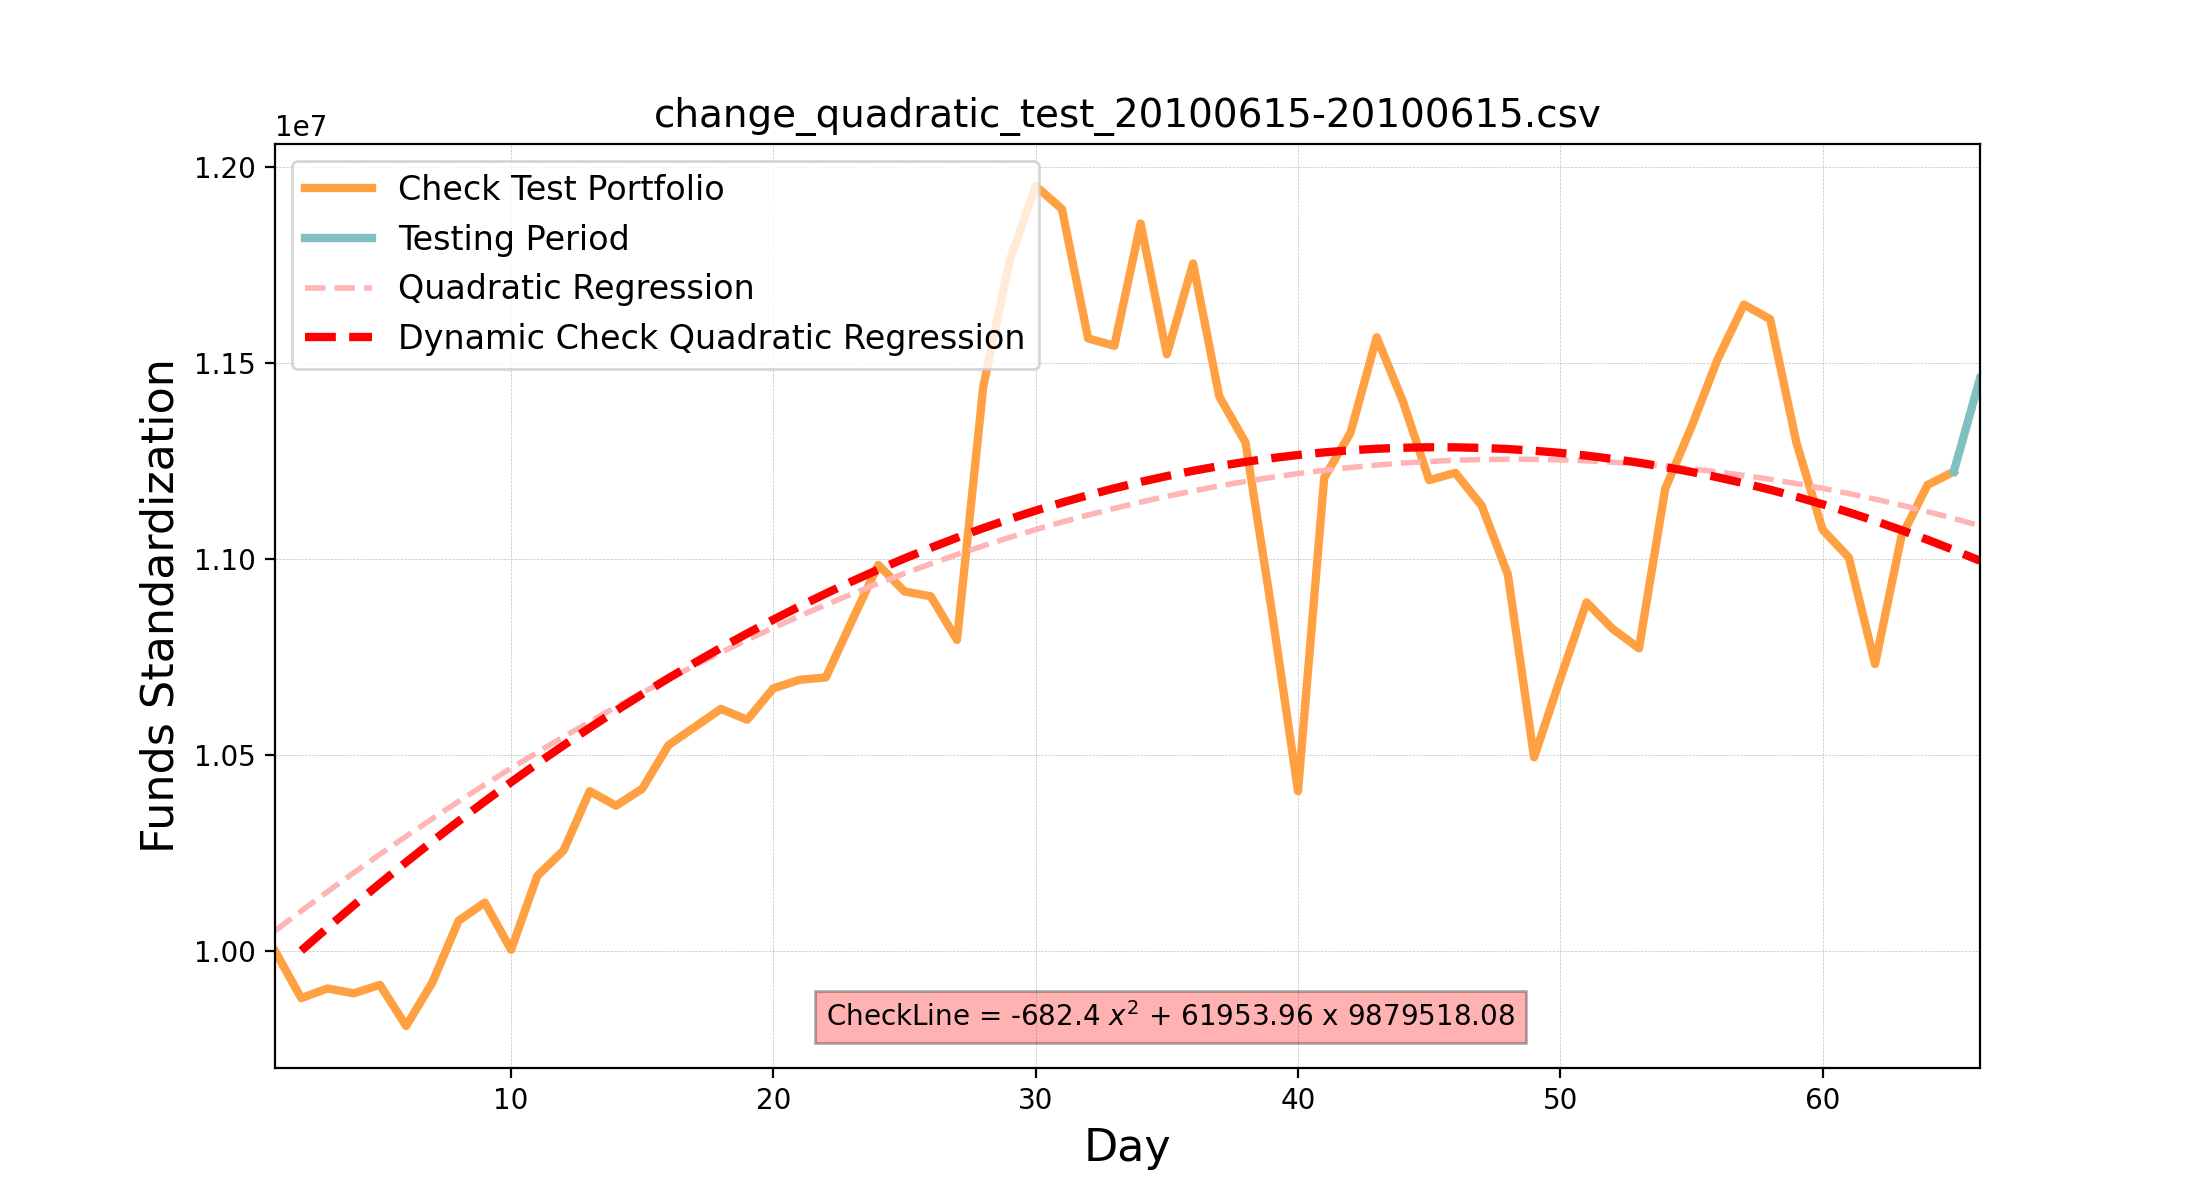 change_quadratic_test_20100615-20100615.csv
1e7
Check Test Portfolio
Testing Period
Quadratic Regression
Dynamic Check Quadratic Regression
1.20
1.15
1.10
1.05
1.00
Funds Standardization
CheckLine = -682.4 x² + 61953.96 x 9879518.08
10 20 30 40 50 60
Day